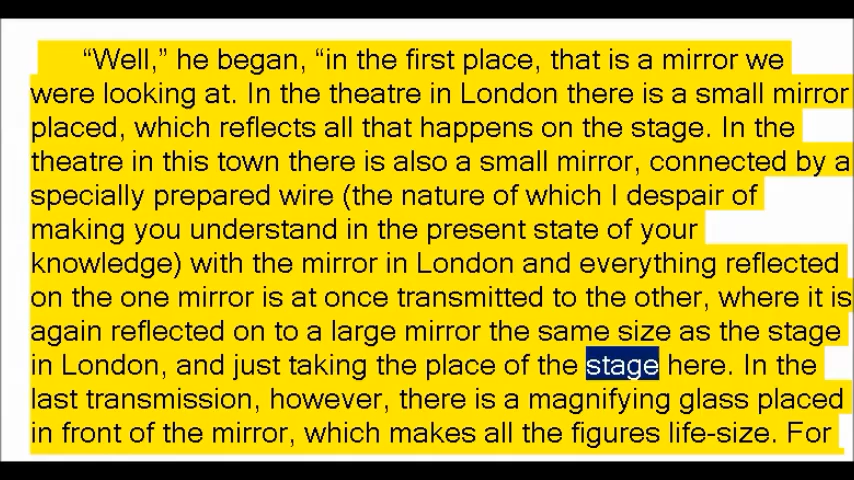 “Well,” he began, “in the first place, that is a mirror we
were looking at. In the theatre in London there is a small mirror
placed, which reflects all that happens on the stage. In the
theatre in this town there is also a small mirror, connected by a
specially prepared wire (the nature of which I despair of
making you understand in the present state of your
knowledge) with the mirror in London and everything reflected
on the one mirror is at once transmitted to the other, where it is
again reflected on to a large mirror the same size as the stage
in London, and just taking the place of the stage here. In the
last transmission, however, there is a magnifying glass placed
in front of the mirror, which makes all the figures life-size. For